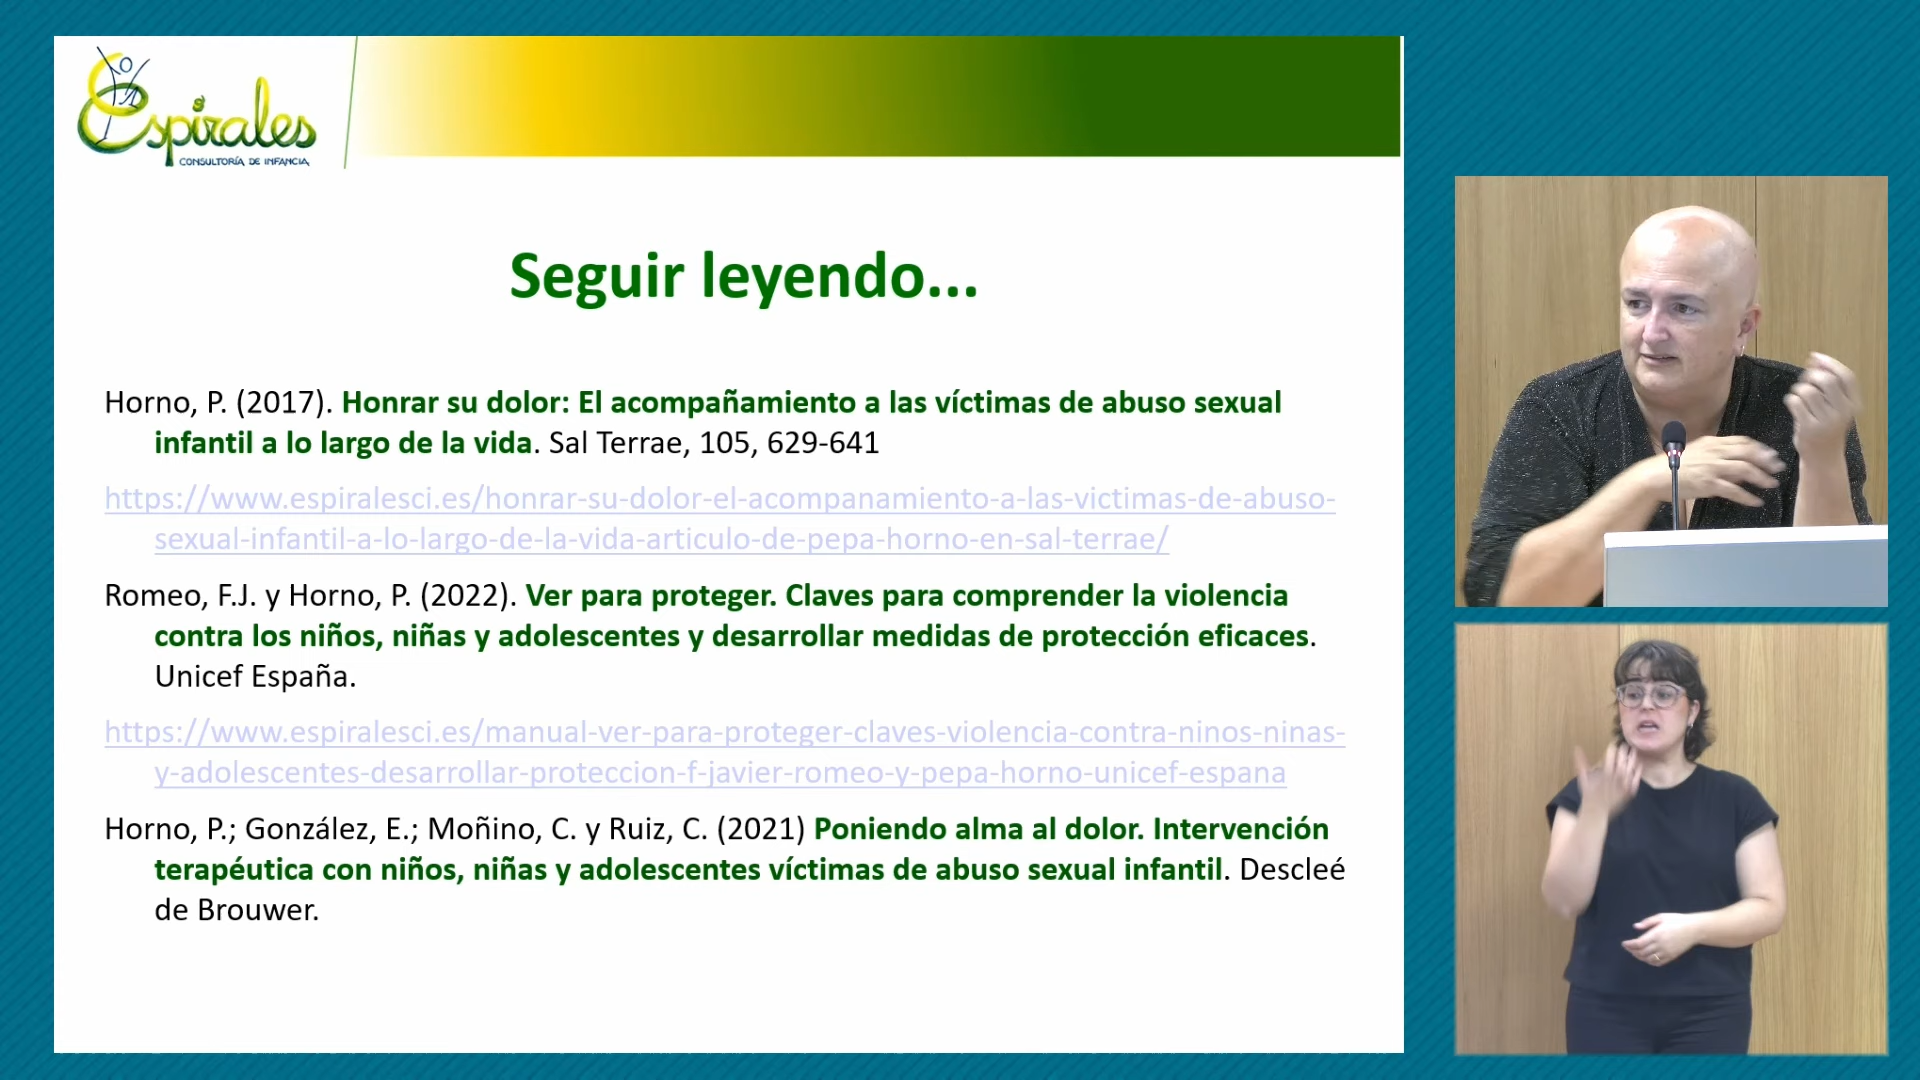 Espirales
CONSULTORÍA DE INFANCIA
Seguir leyendo...
Horno, P. (2017). Honrar su dolor: El acompañamiento a las víctimas de abuso sexual
infantil a lo largo de la vida. Sal Terrae, 105, 629-641
https://www.espiralesci.es/honrar-su-dolor-el-acompanamiento-a-las-victimas-de-abuso-
sexual-infantil-a-lo-largo-de-la-vida-articulo-de-pepa-horno-en-sal-terrae/
Romeo, F.J. y Horno, P. (2022). Ver para proteger. Claves para comprender la violencia
contra los niños, niñas y adolescentes y desarrollar medidas de protección eficaces.
Unicef España.
https://www.espiralesci.es/manual-ver-para-proteger-claves-violencia-contra-ninos-ninas-
y-adolescentes-desarrollar-proteccion-f-javier-romeo-y-pepa-horno-unicef-espana
Horno, P.; González, E.; Moñino, C. y Ruiz, C. (2021) Poniendo alma al dolor. Intervención
terapéutica con niños, niñas y adolescentes víctimas de abuso sexual infantil. Descleé
de Brouwer.